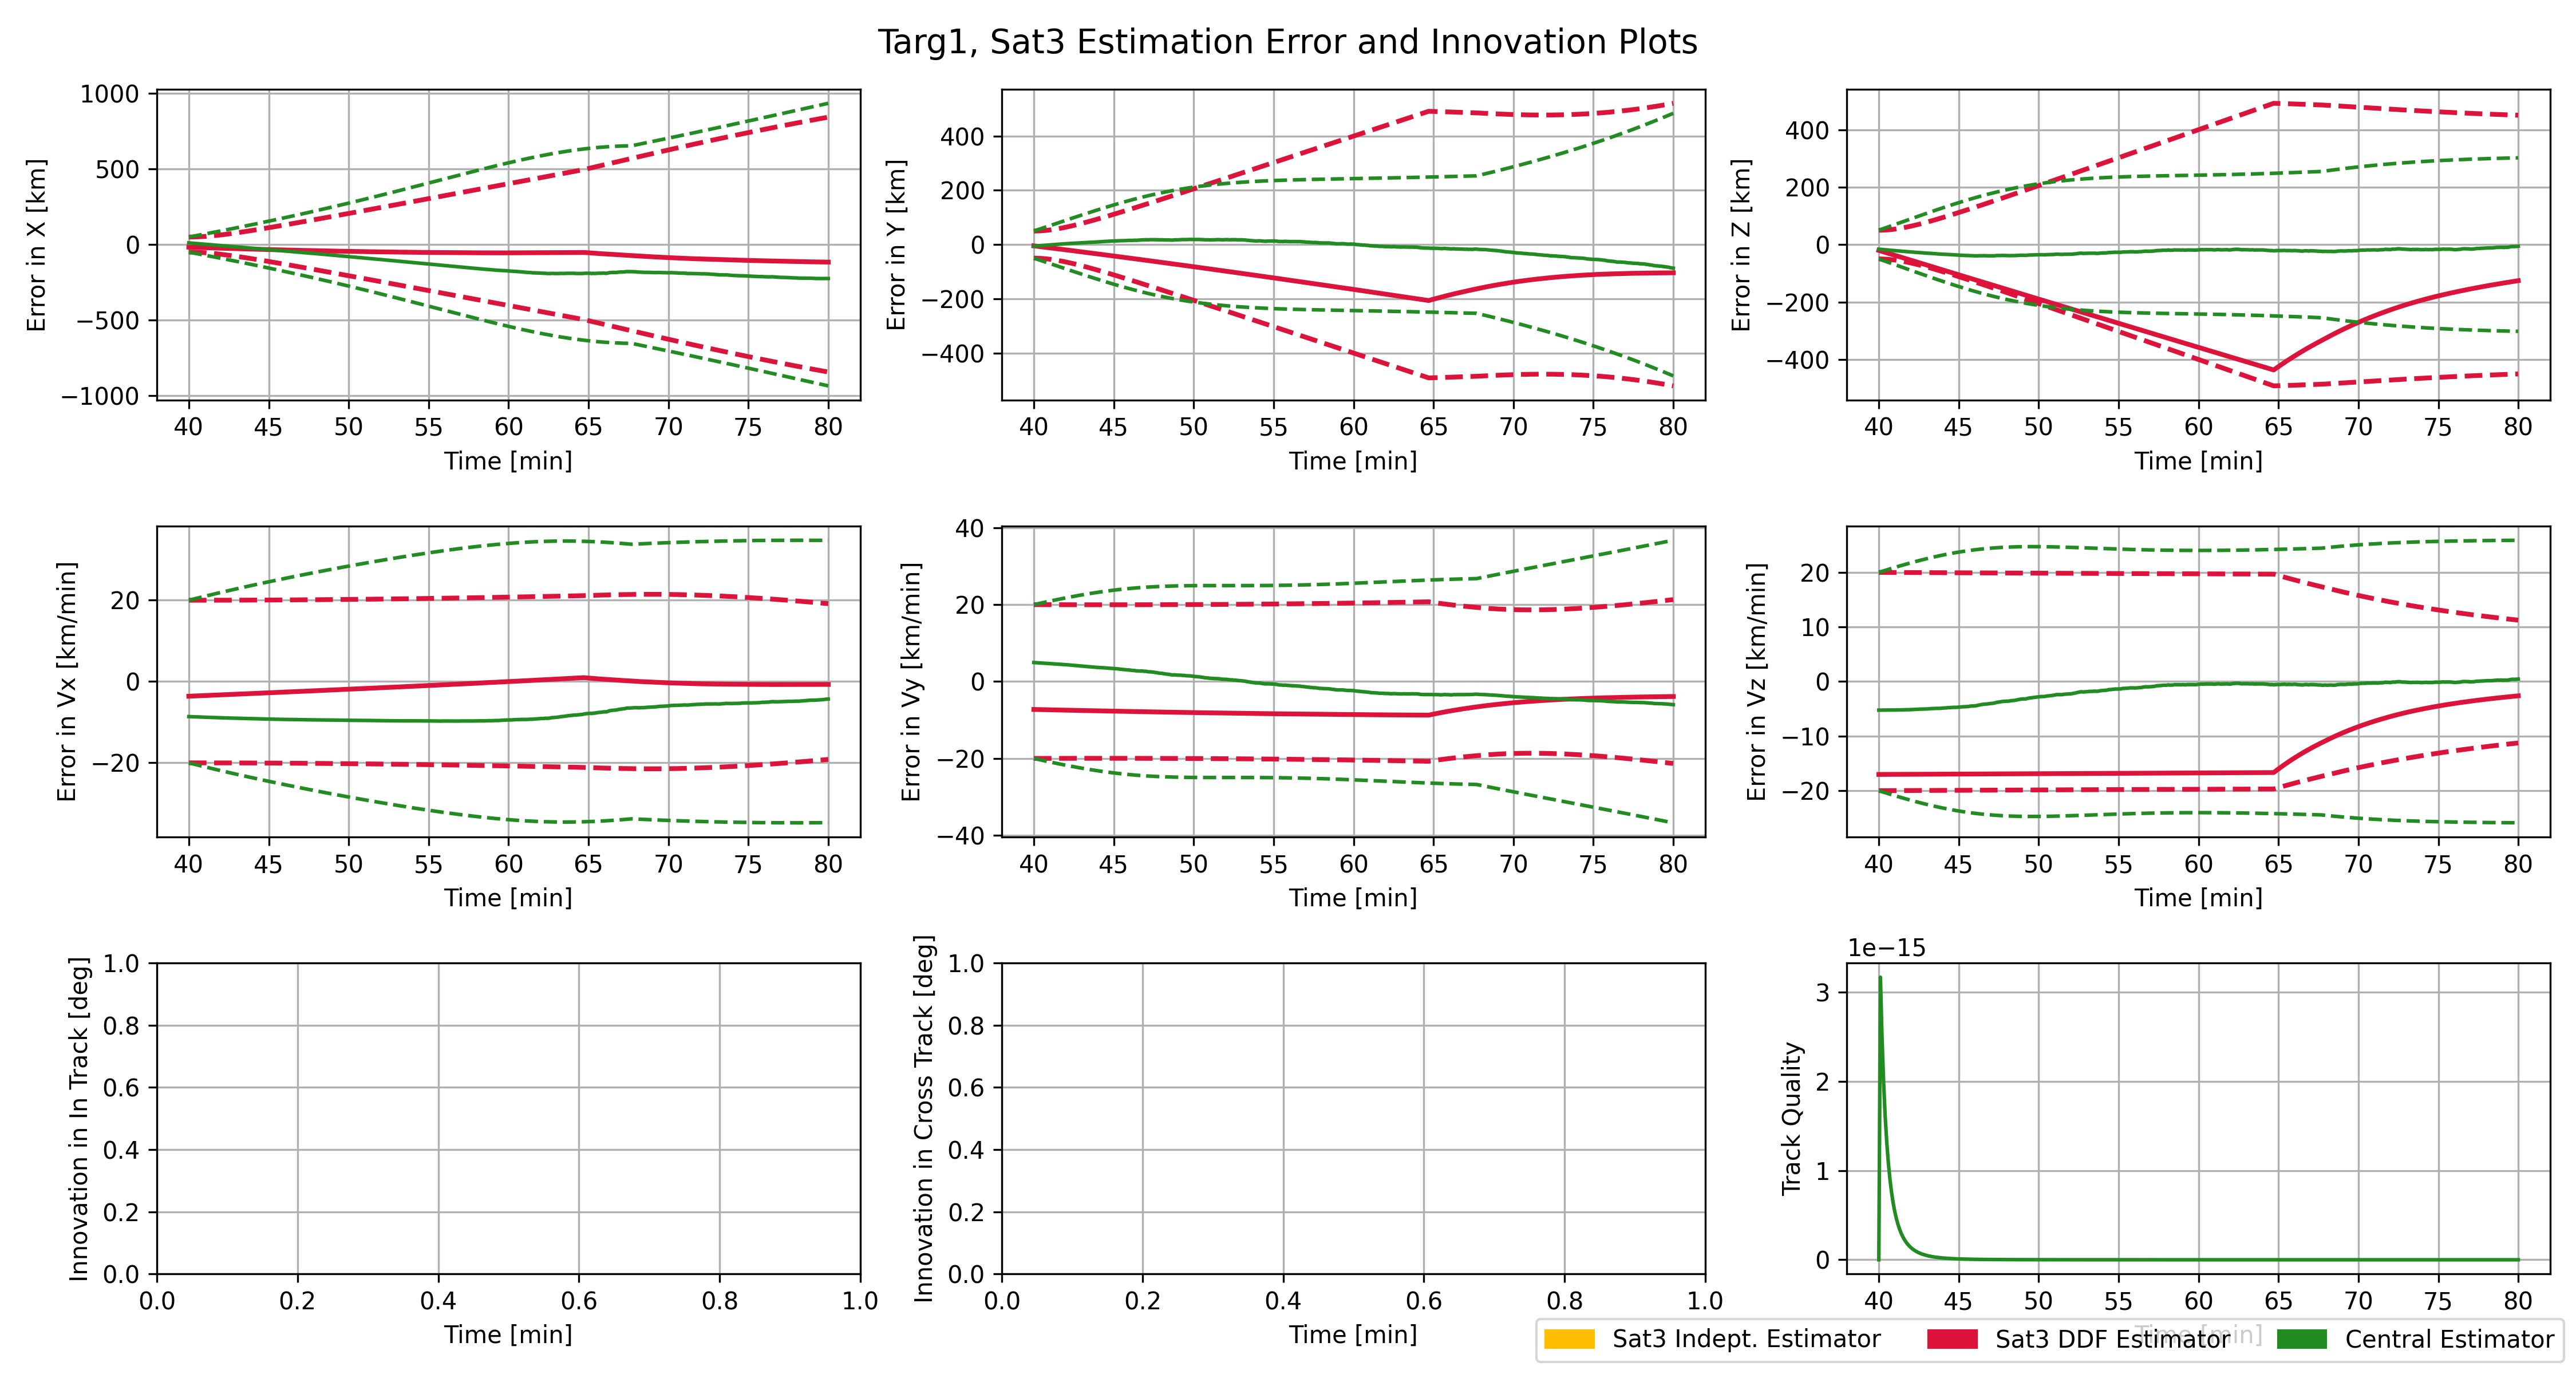 Targ1, Sat3 Estimation Error and Innovation Plots
Error in X [km]
1000
500
0
−500
−1000
40 45 50 55 60 65 70 75 80
Time [min]
Error in Y [km]
400
200
0
−200
−400
40 45 50 55 60 65 70 75 80
Time [min]
Error in Z [km]
400
200
0
−200
−400
40 45 50 55 60 65 70 75 80
Time [min]
Error in Vx [km/min]
20
0
−20
40 45 50 55 60 65 70 75 80
Time [min]
Error in Vy [km/min]
40
20
0
−20
−40
40 45 50 55 60 65 70 75 80
Time [min]
Error in Vz [km/min]
20
10
0
−10
−20
40 45 50 55 60 65 70 75 80
Time [min]
Innovation in In Track [deg]
1.0
0.8
0.6
0.4
0.2
0.0
0.0 0.2 0.4 0.6 0.8 1.0
Time [min]
Innovation in Cross Track [deg]
1.0
0.8
0.6
0.4
0.2
0.0
0.0 0.2 0.4 0.6 0.8 1.0
Time [min]
1e−15
Track Quality
3
2
1
0
40 45 50 55 60 65 70 75 80
Time [min]
Sat3 Indept. Estimator Sat3 DDF Estimator Central Estimator